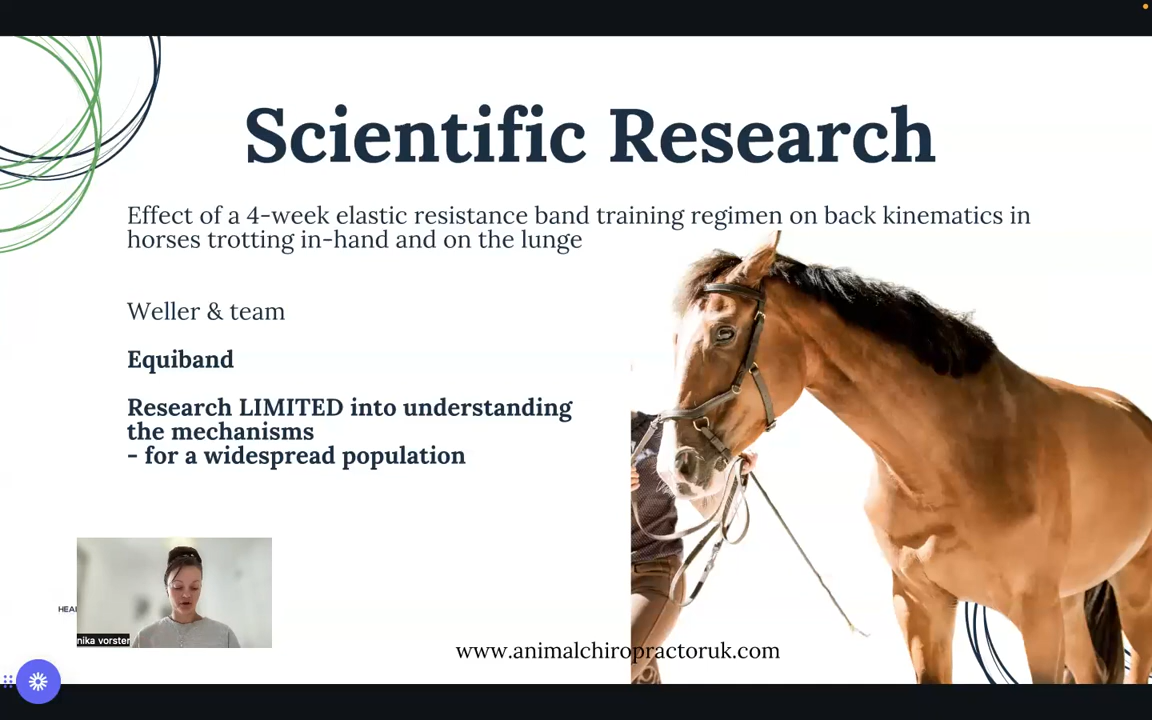 Scientific Research
Effect of a 4-week elastic resistance band training regimen on back kinematics in
horses trotting in-hand and on the lunge
Weller & team
Equiband
Research LIMITED into understanding
the mechanisms
- for a widespread population
HEAL
nika vorster
www.animalchiropractoruk.com